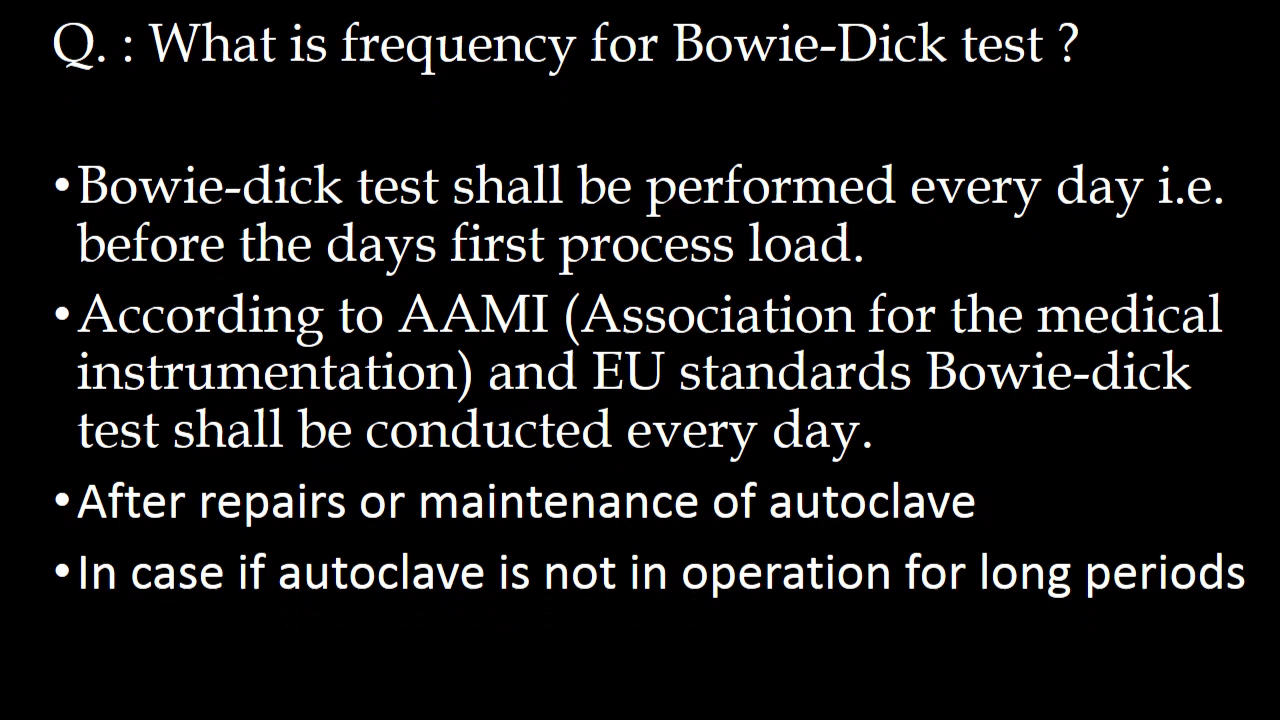 Q. : What is frequency for Bowie-Dick test ?
•Bowie-dick test shall be performed every day i.e.
before the days first process load.
•According to AAMI (Association for the medical
instrumentation) and EU standards Bowie-dick
test shall be conducted every day.
•After repairs or maintenance of autoclave
•In case if autoclave is not in operation for long periods